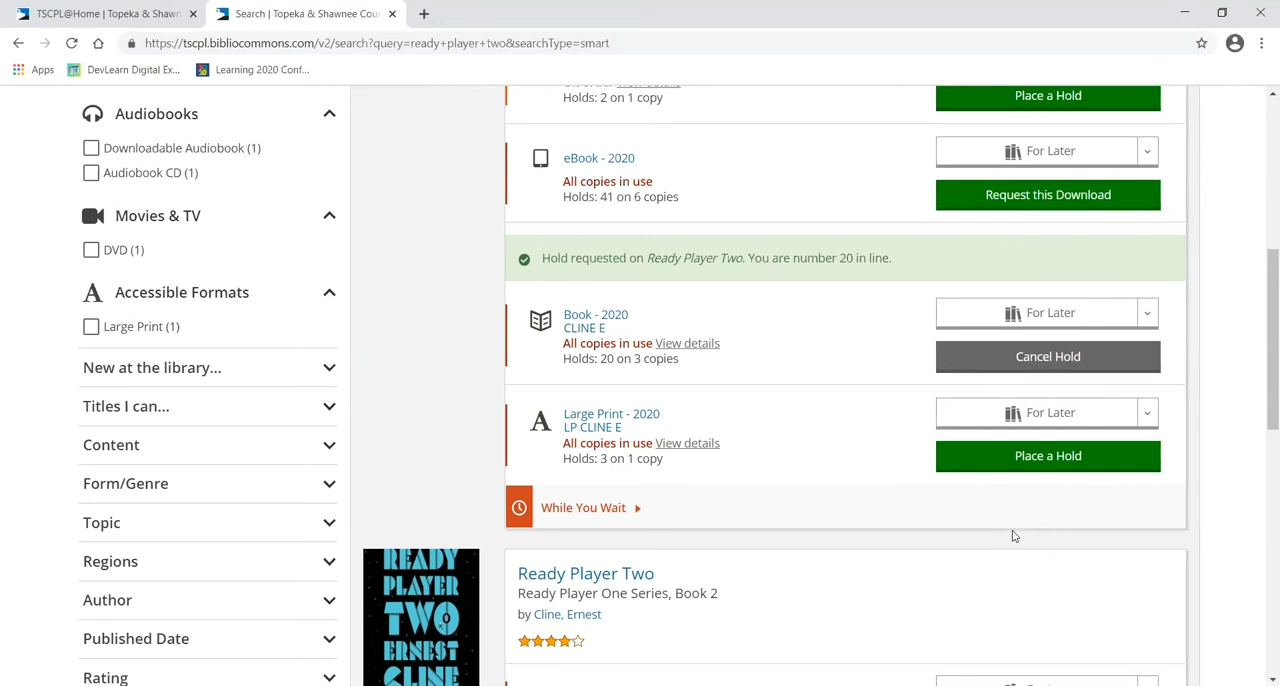 TSCPL@Home | Topeka & Shawn
Search | Topeka & Shawnee Cou
https://tscpl.bibliocommons.com/v2/search?query=ready+player+two&searchType=smart
Apps
DevLearn Digital Ex...
Learning 2020 Conf...
Audiobooks
Downloadable Audiobook (1)
Audiobook CD (1)
Movies & TV
DVD (1)
Accessible Formats
Large Print (1)
New at the library...
Titles I can...
Content
Form/Genre
Topic
Regions
Author
Published Date
Rating
Holds: 2 on 1 copy
Place a Hold
eBook - 2020
All copies in use
Holds: 41 on 6 copies
For Later
Request this Download
Hold requested on Ready Player Two. You are number 20 in line.
Book - 2020
CLINE E
All copies in use View details
Holds: 20 on 3 copies
For Later
Cancel Hold
Large Print - 2020
LP CLINE E
All copies in use View details
Holds: 3 on 1 copy
For Later
Place a Hold
While You Wait
READY
PLAYER
TWO
ERNEST
CLINE
Ready Player Two
Ready Player One Series, Book 2
by Cline, Ernest